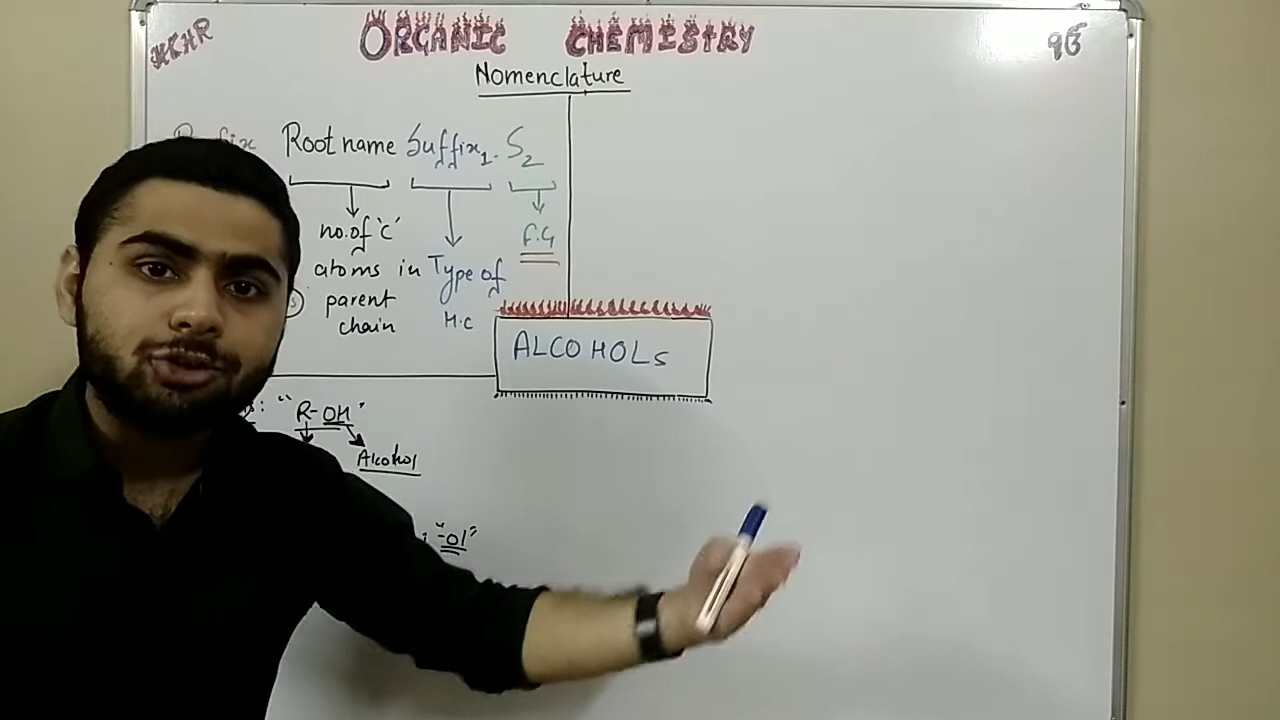 ORGANIC CHEMISTRY
Nomenclature
Root name Suffix1. S2
no. of 'C' atoms in parent chain
Type of H.C
F.G
ALCOHOLS
"R-OH"
Alcohol
"-ol"